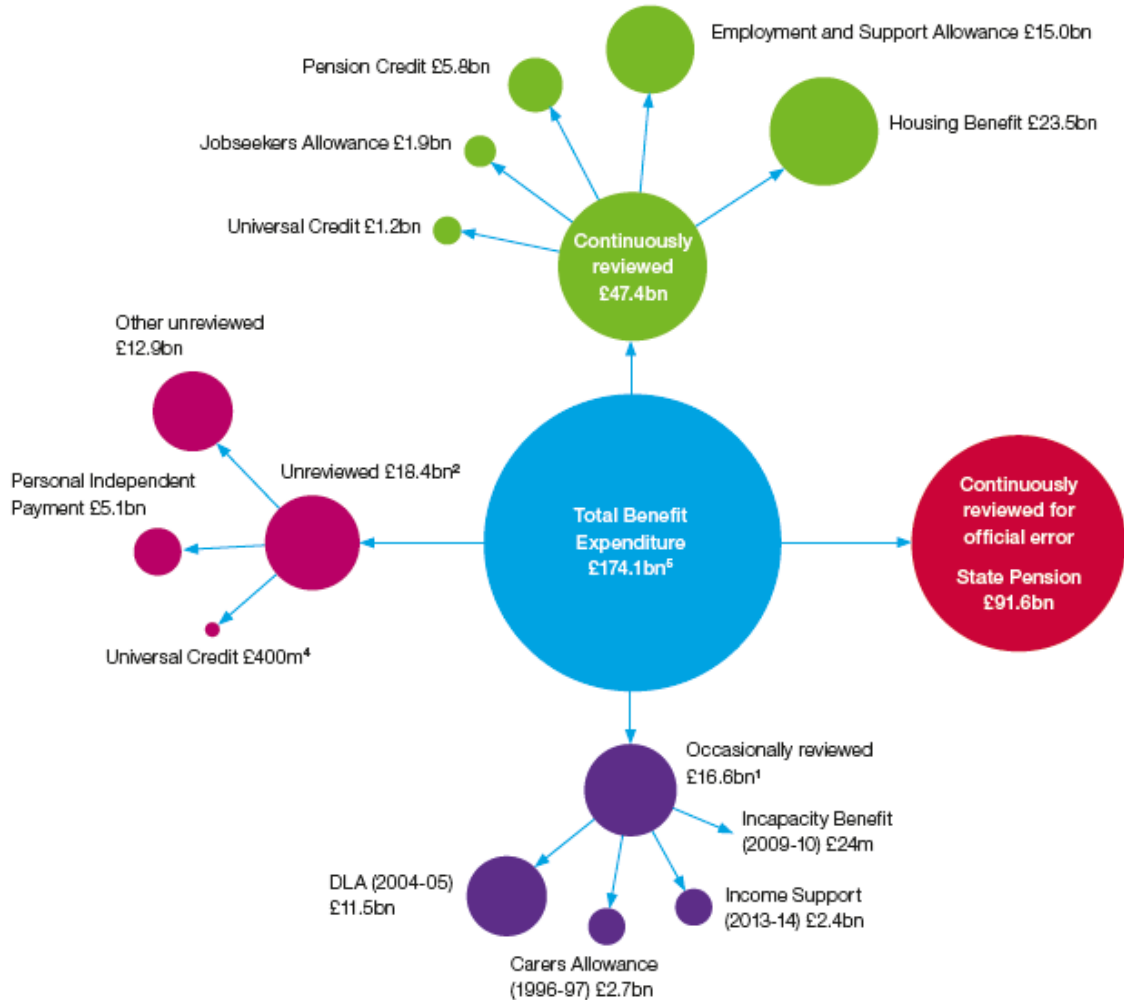 Employment and Support Allowance £15.0bn
Pension Credit £5.8bn
Housing Benefit £23.5bn
Jobseekers Allowance £1.9bn
Universal Credit £1.2bn
Continuously
reviewed
£47.4bn
Other unreviewed
£12.9bn
Unreviewed £18.4bn²
Personal Independent
Payment £5.1bn
Universal Credit £400m⁴
Total Benefit
Expenditure
£174.1bn⁵
Continuously
reviewed for
official error
State Pension
£91.6bn
Occasionally reviewed
£16.6bn¹
Incapacity Benefit
(2009-10) £24m
DLA (2004-05)
£11.5bn
Income Support
(2013-14) £2.4bn
Carers Allowance
(1996-97) £2.7bn